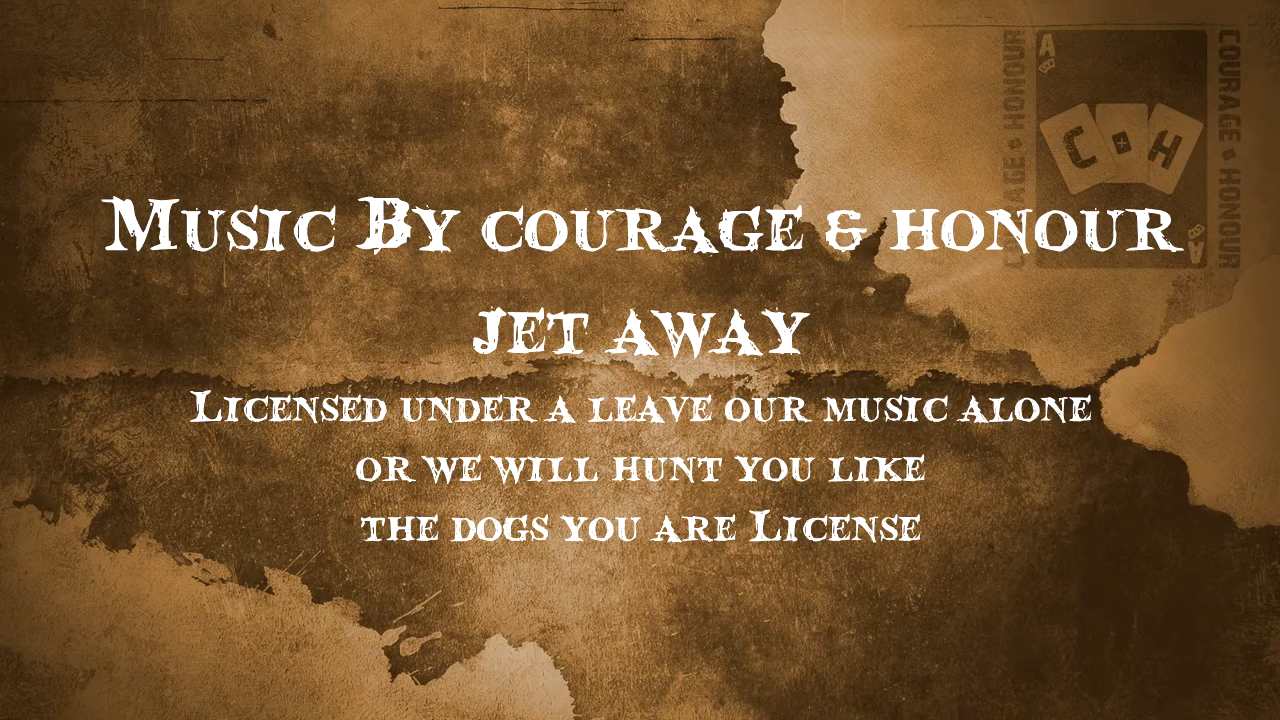 COURAGE • HONOUR
A
C + H
COURAGE • HONOUR
A
Music By COURAGE & HONOUR
JET AWAY
Licensed under a leave our music alone
or we will hunt you like
the dogs you are License